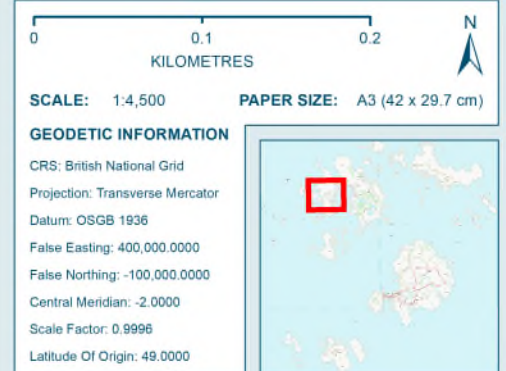 N
0 0.1 0.2
KILOMETRES
SCALE: 1:4,500 PAPER SIZE: A3 (42 x 29.7 cm)
GEODETIC INFORMATION
CRS: British National Grid
Projection: Transverse Mercator
Datum: OSGB 1936
False Easting: 400,000.0000
False Northing: -100,000.0000
Central Meridian: -2.0000
Scale Factor: 0.9996
Latitude Of Origin: 49.0000